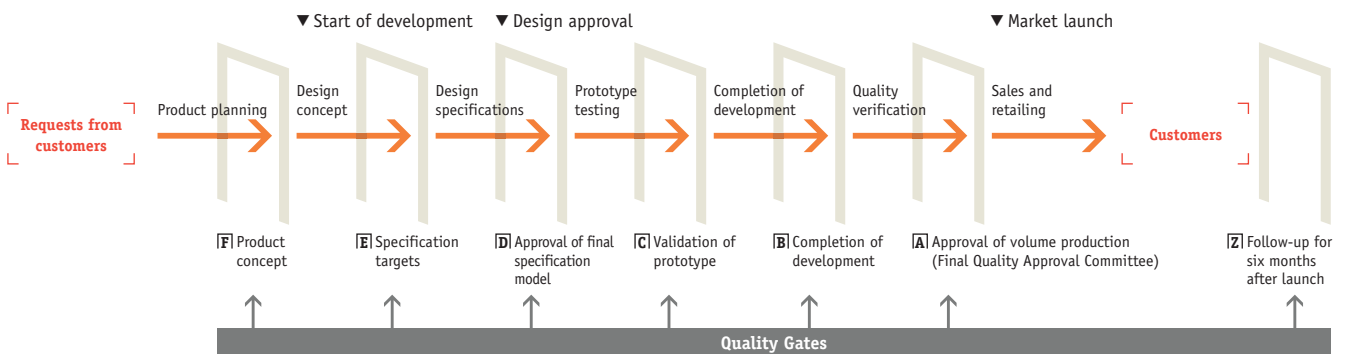 ▼ Start of development
▼ Design approval
▼ Market launch
Requests from
customers
Product planning
Design
concept
Design
specifications
Prototype
testing
Completion of
development
Quality
verification
Sales and
retailing
Customers
F Product
concept
E Specification
targets
D Approval of final
specification
model
C Validation of
prototype
B Completion of
development
A Approval of volume production
(Final Quality Approval Committee)
Z Follow-up for
six months
after launch
Quality Gates